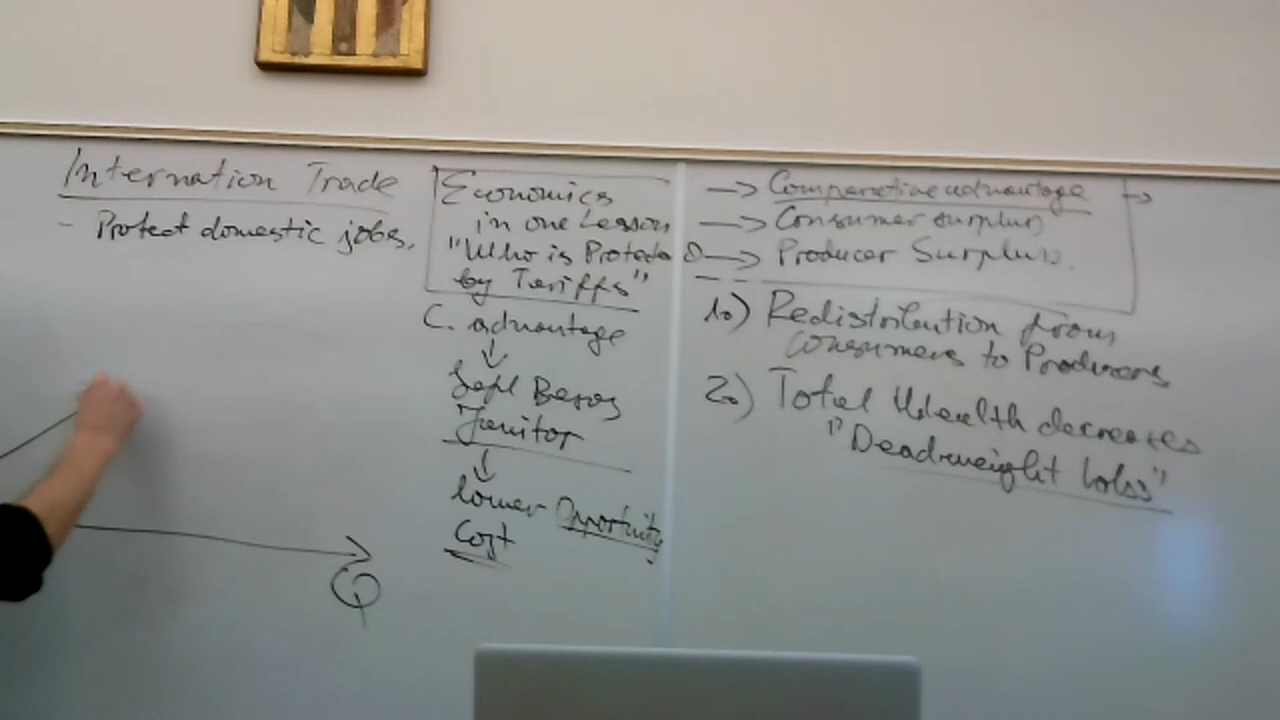 Internation Trade
- Protect domestic jobs.
Q
Economics
in one Lesson
"Who is Protected
by Tariffs"
C. advantage
↓
Jeff Bezos
Janitor
↓
lower Opportunity
Cost
→ Comparative advantage →
→ Consumer surplus
→ Producer Surplus.
1.) Redistribution from
Consumers to Producers
2.) Total Wealth decreases
"Deadweight Loss"